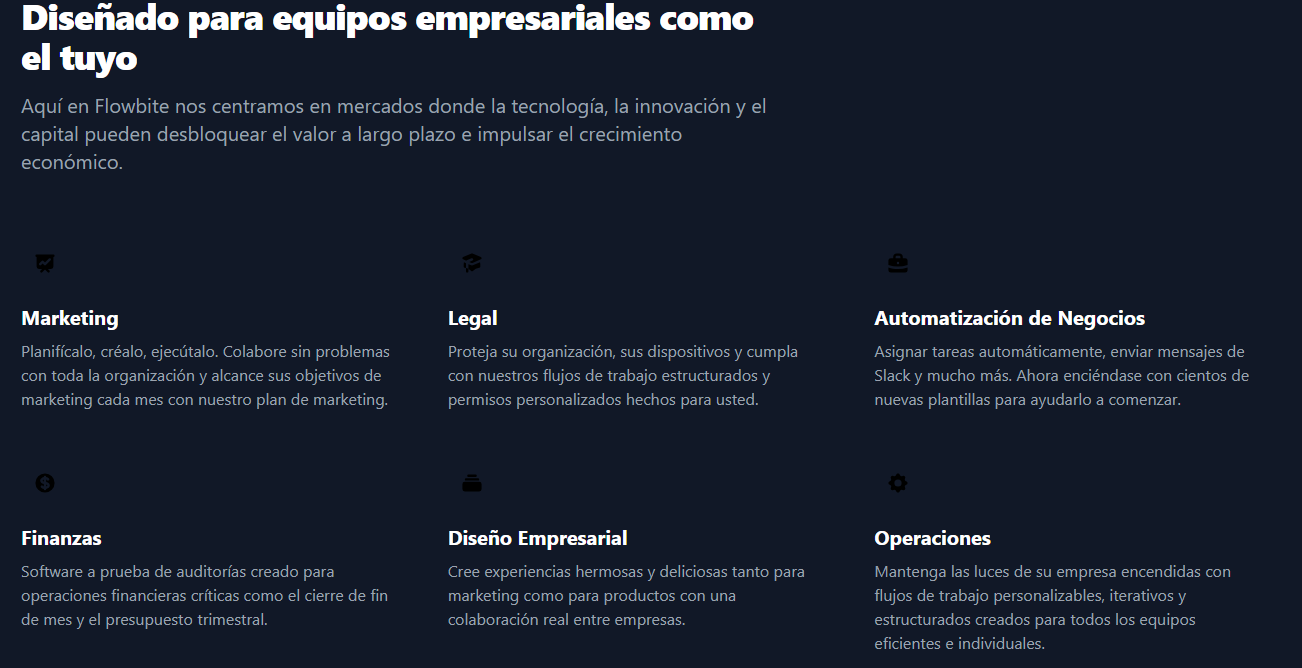 Diseñado para equipos empresariales como
el tuyo
Aquí en Flowbite nos centramos en mercados donde la tecnología, la innovación y el
capital pueden desbloquear el valor a largo plazo e impulsar el crecimiento
económico.
Marketing
Planifícalo, créalo, ejecútalo. Colabore sin problemas
con toda la organización y alcance sus objetivos de
marketing cada mes con nuestro plan de marketing.
Legal
Proteja su organización, sus dispositivos y cumpla
con nuestros flujos de trabajo estructurados y
permisos personalizados hechos para usted.
Automatización de Negocios
Asignar tareas automáticamente, enviar mensajes de
Slack y mucho más. Ahora enciéndase con cientos de
nuevas plantillas para ayudarlo a comenzar.
Finanzas
Software a prueba de auditorías creado para
operaciones financieras críticas como el cierre de fin
de mes y el presupuesto trimestral.
Diseño Empresarial
Cree experiencias hermosas y deliciosas tanto para
marketing como para productos con una
colaboración real entre empresas.
Operaciones
Mantenga las luces de su empresa encendidas con
flujos de trabajo personalizables, iterativos y
estructurados creados para todos los equipos
eficientes e individuales.